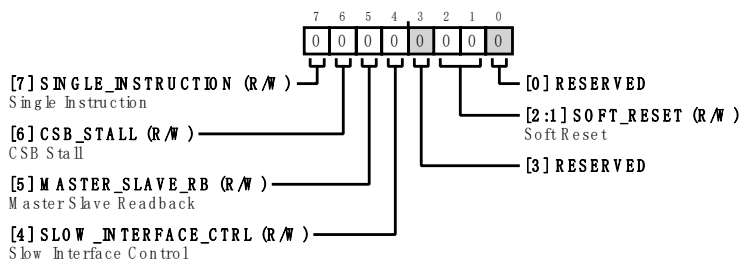 7 6 5 4 3 2 1 0
0 0 0 0 0 0 0 0
[7] SINGLE_INSTRUCTION (R/W)
Single Instruction
[6] CSB_STALL (R/W)
CSB Stall
[5] MASTER_SLAVE_RB (R/W)
Master Slave Readback
[4] SLOW_INTERFACE_CTRL (R/W)
Slow Interface Control
[0] RESERVED
[2:1] SOFT_RESET (R/W)
Soft Reset
[3] RESERVED